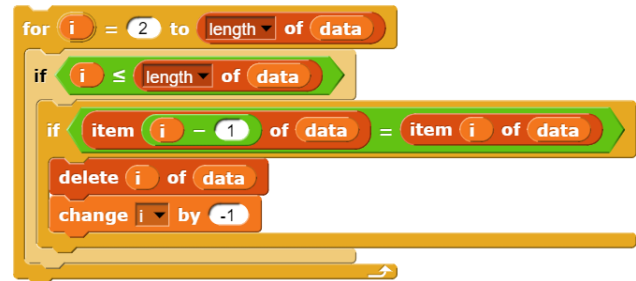 for i = 2 to length of data
if i ≤ length of data
if item i - 1 of data = item i of data
delete i of data
change i by -1